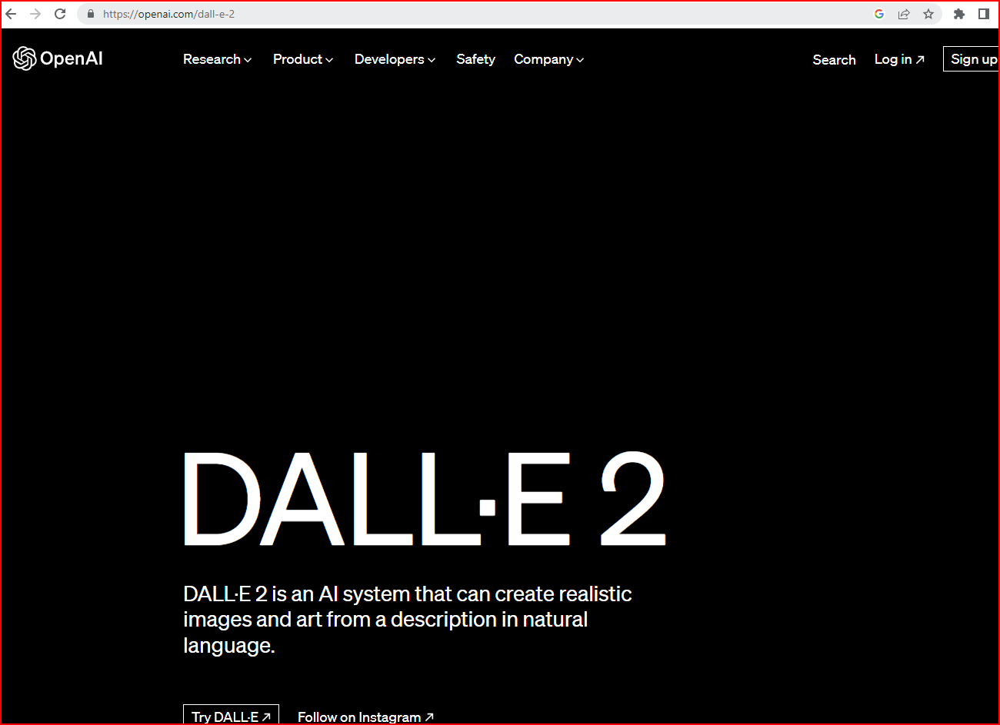 https://openai.com/dall-e-2
OpenAI Research Product Developers Safety Company Search Log in ↗ Sign up
DALL·E 2
DALL·E 2 is an AI system that can create realistic
images and art from a description in natural
language.
Try DALL·E ↗ Follow on Instagram ↗